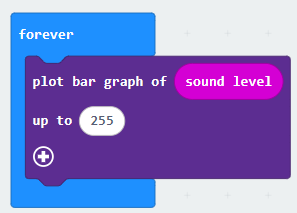 forever
plot bar graph of sound level
up to 255